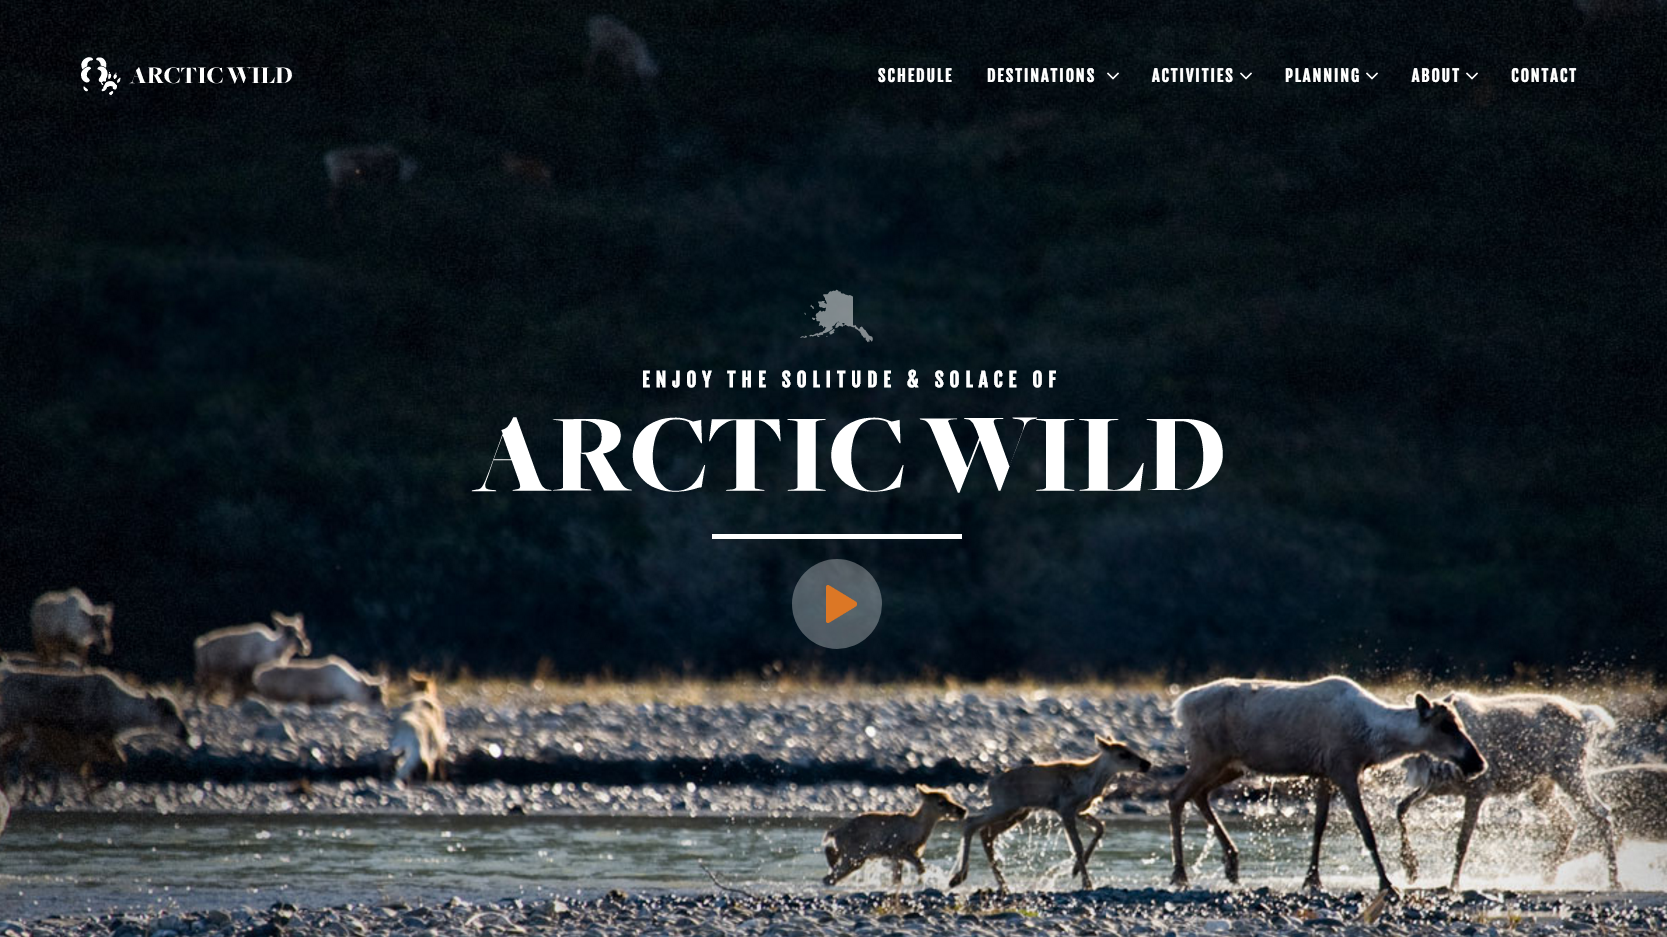 ARCTIC WILD
SCHEDULE
DESTINATIONS
ACTIVITIES
PLANNING
ABOUT
CONTACT
ENJOY THE SOLITUDE & SOLACE OF
ARCTIC WILD